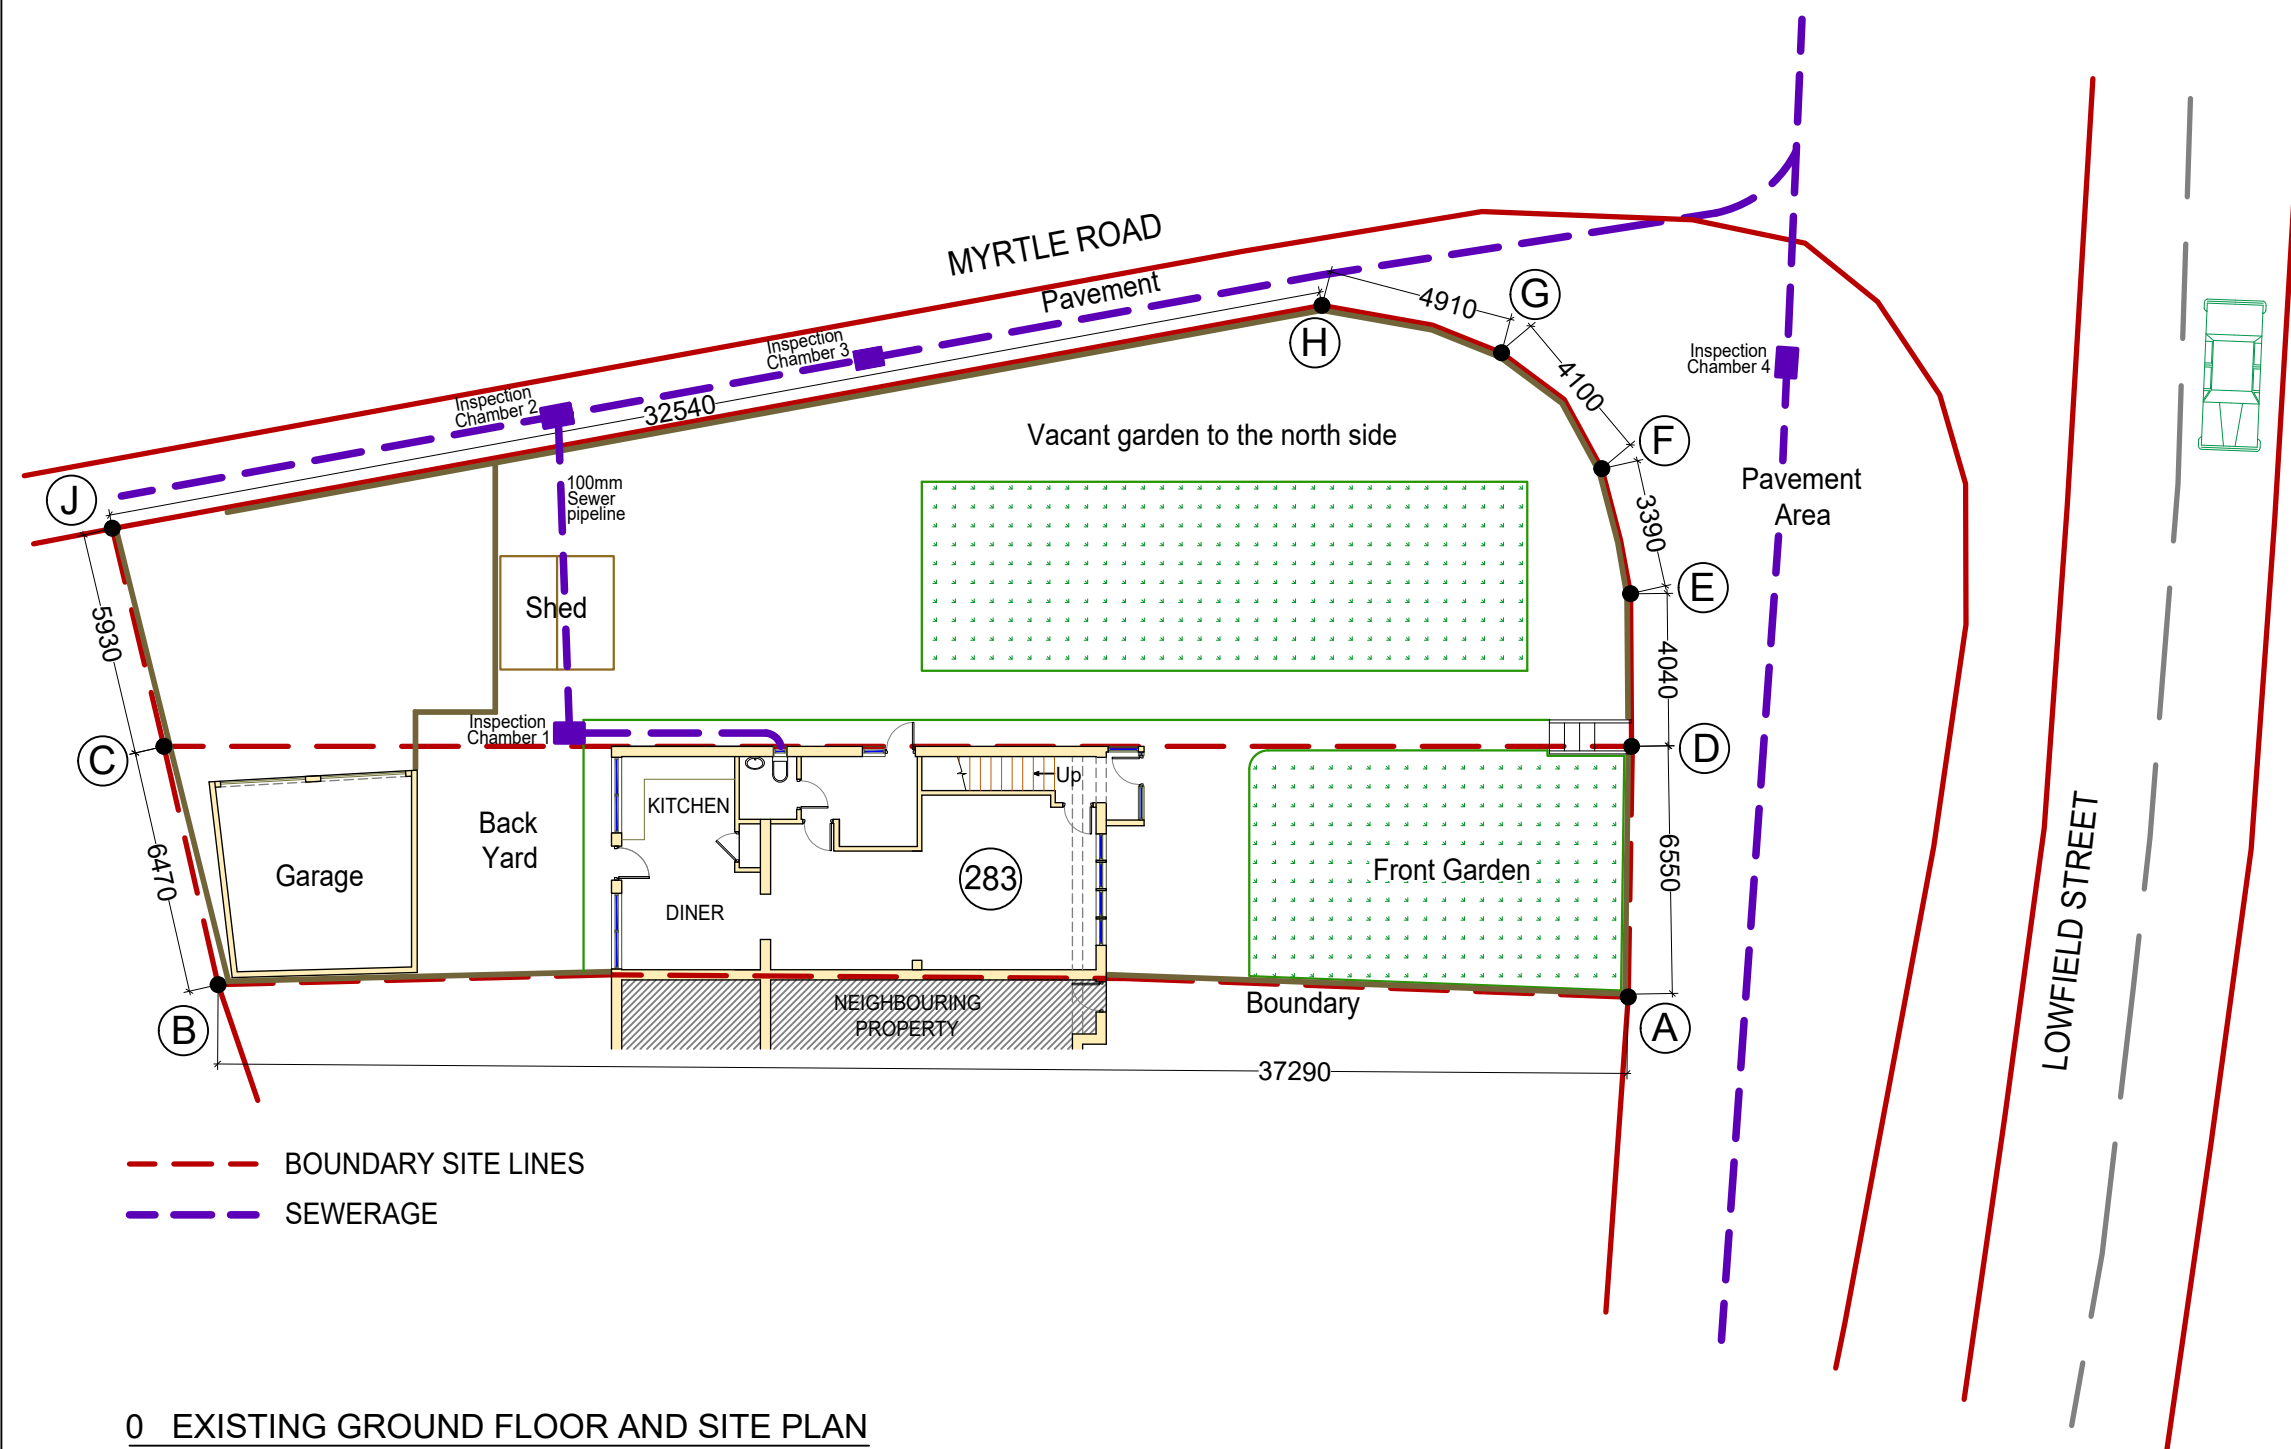 MYRTLE ROAD
Pavement
4910
G
Inspection
Chamber 3
H
Inspection
Chamber 4
4100
Inspection
Chamber 2
32540
Vacant garden to the north side
F
Pavement
Area
J
100mm
Sewer
pipeline
3390
E
Shed
5930
4040
Inspection
Chamber 1
C
D
Up
KITCHEN
Back
Yard
6470
Garage
283
Front Garden
6550
DINER
LOWFIELD STREET
NEIGHBOURING
PROPERTY
Boundary
B
A
37290
BOUNDARY SITE LINES
SEWERAGE
0 EXISTING GROUND FLOOR AND SITE PLAN